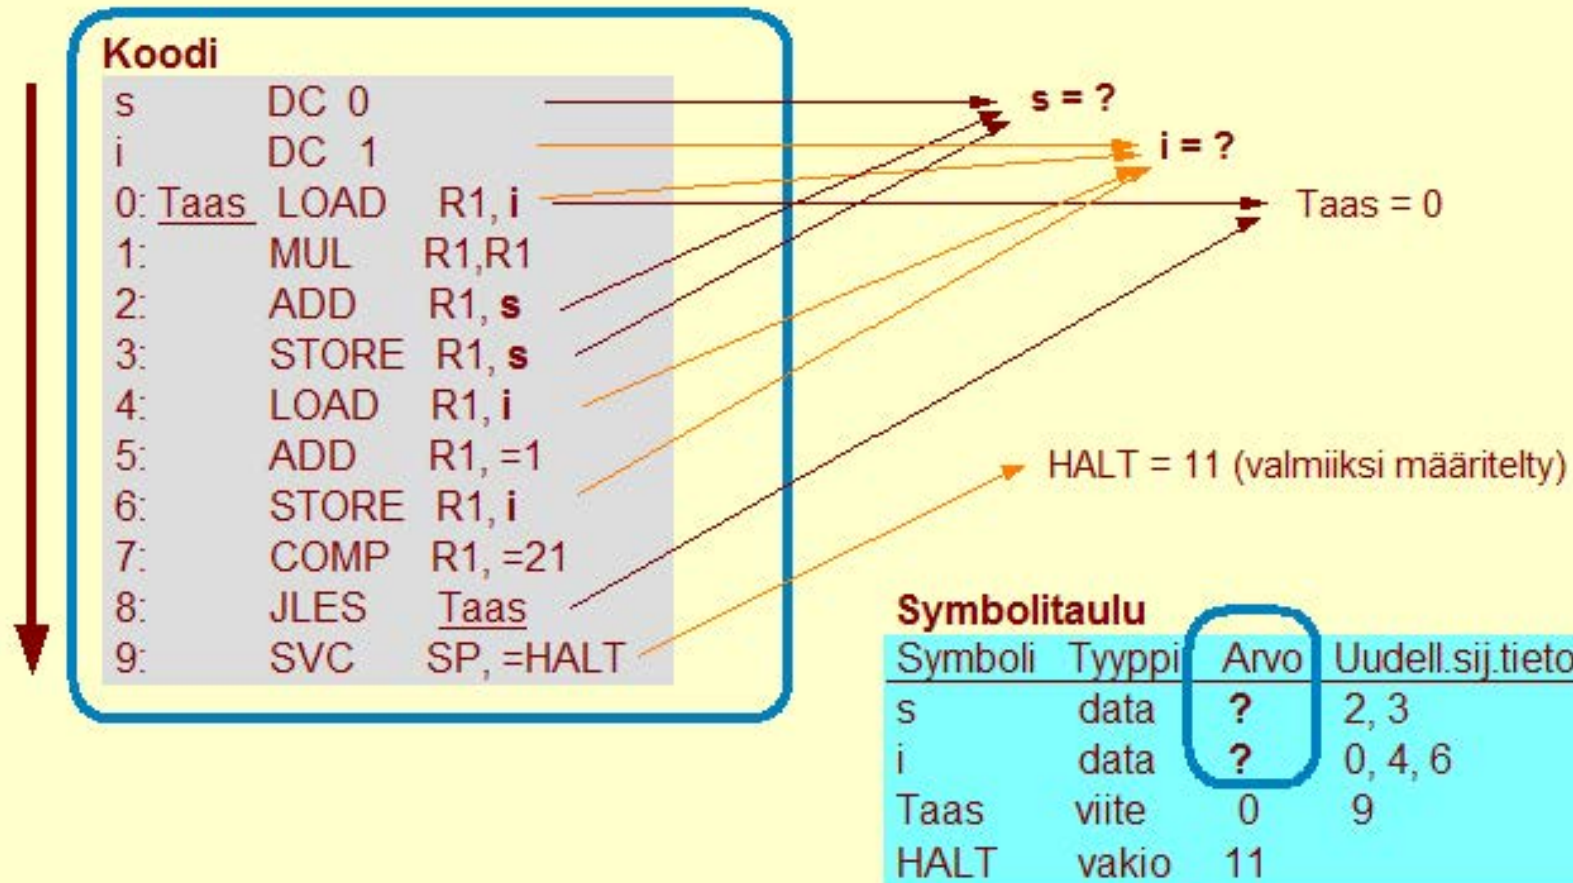 Koodi
s DC 0
i DC 1
0: Taas LOAD R1, i
1: MUL R1,R1
2: ADD R1, s
3: STORE R1, s
4: LOAD R1, i
5: ADD R1, =1
6: STORE R1, i
7: COMP R1, =21
8: JLES Taas
9: SVC SP, =HALT
s = ?
i = ?
Taas = 0
HALT = 11 (valmiiksi määritelty)
Symbolitaulu
Symboli Tyyppi Arvo Uudell.sij.tieto
s data ? 2, 3
i data ? 0, 4, 6
Taas viite 0 9
HALT vakio 11